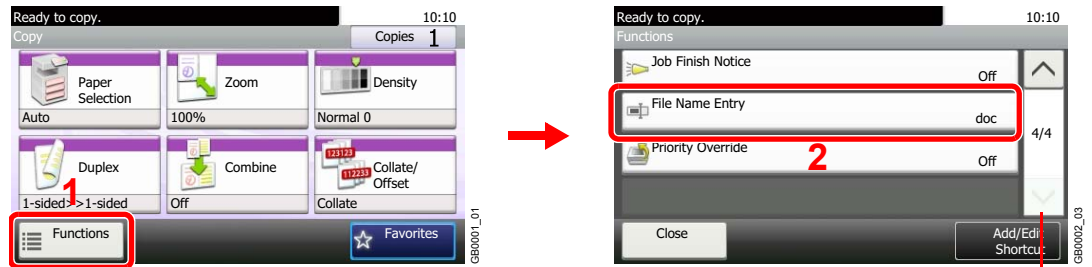 Ready to copy.
10:10
Copy
Copies 1
Paper
Selection
Auto
Zoom
100%
Density
Normal 0
Duplex
1-sided>>1-sided
Combine
Off
123123
112233
Collate/
Offset
Collate
1
Functions
Favorites
GB0001_01
Ready to copy.
10:10
Functions
Job Finish Notice
Off
File Name Entry
doc
4/4
Priority Override
Off
2
Close
Add/Edit
Shortcut
GB0002_03